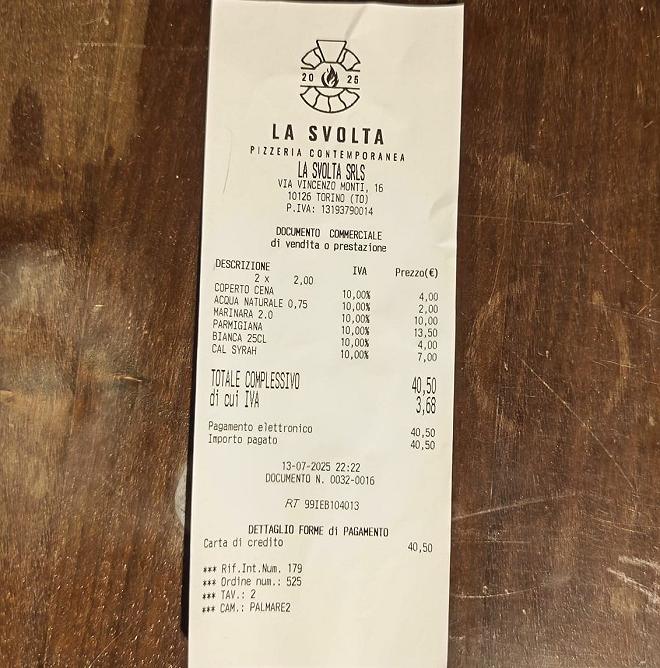 20 25
LA SVOLTA
PIZZERIA CONTEMPORANEA
LA SVOLTA SRLS
VIA VINCENZO MONTI, 16
10126 TORINO (TO)
P.IVA: 13193790014
DOCUMENTO COMMERCIALE
di vendita o prestazione
DESCRIZIONE IVA Prezzo(€)
2 x 2,00
COPERTO CENA 10,00% 4,00
ACQUA NATURALE 0,75 10,00% 2,00
MARINARA 2.0 10,00% 10,00
PARMIGIANA 10,00% 13,50
BIANCA 25CL 10,00% 4,00
CAL SYRAH 10,00% 7,00
TOTALE COMPLESSIVO 40,50
di cui IVA 3,68
Pagamento elettronico 40,50
Importo pagato 40,50
13-07-2025 22:22
DOCUMENTO N. 0032-0016
RT 99IEB104013
DETTAGLIO FORME di PAGAMENTO
Carta di credito 40,50
*** Rif.Int.Num. 179
*** Ordine num.: 525
*** TAV.: 2
*** CAM.: PALMARE2